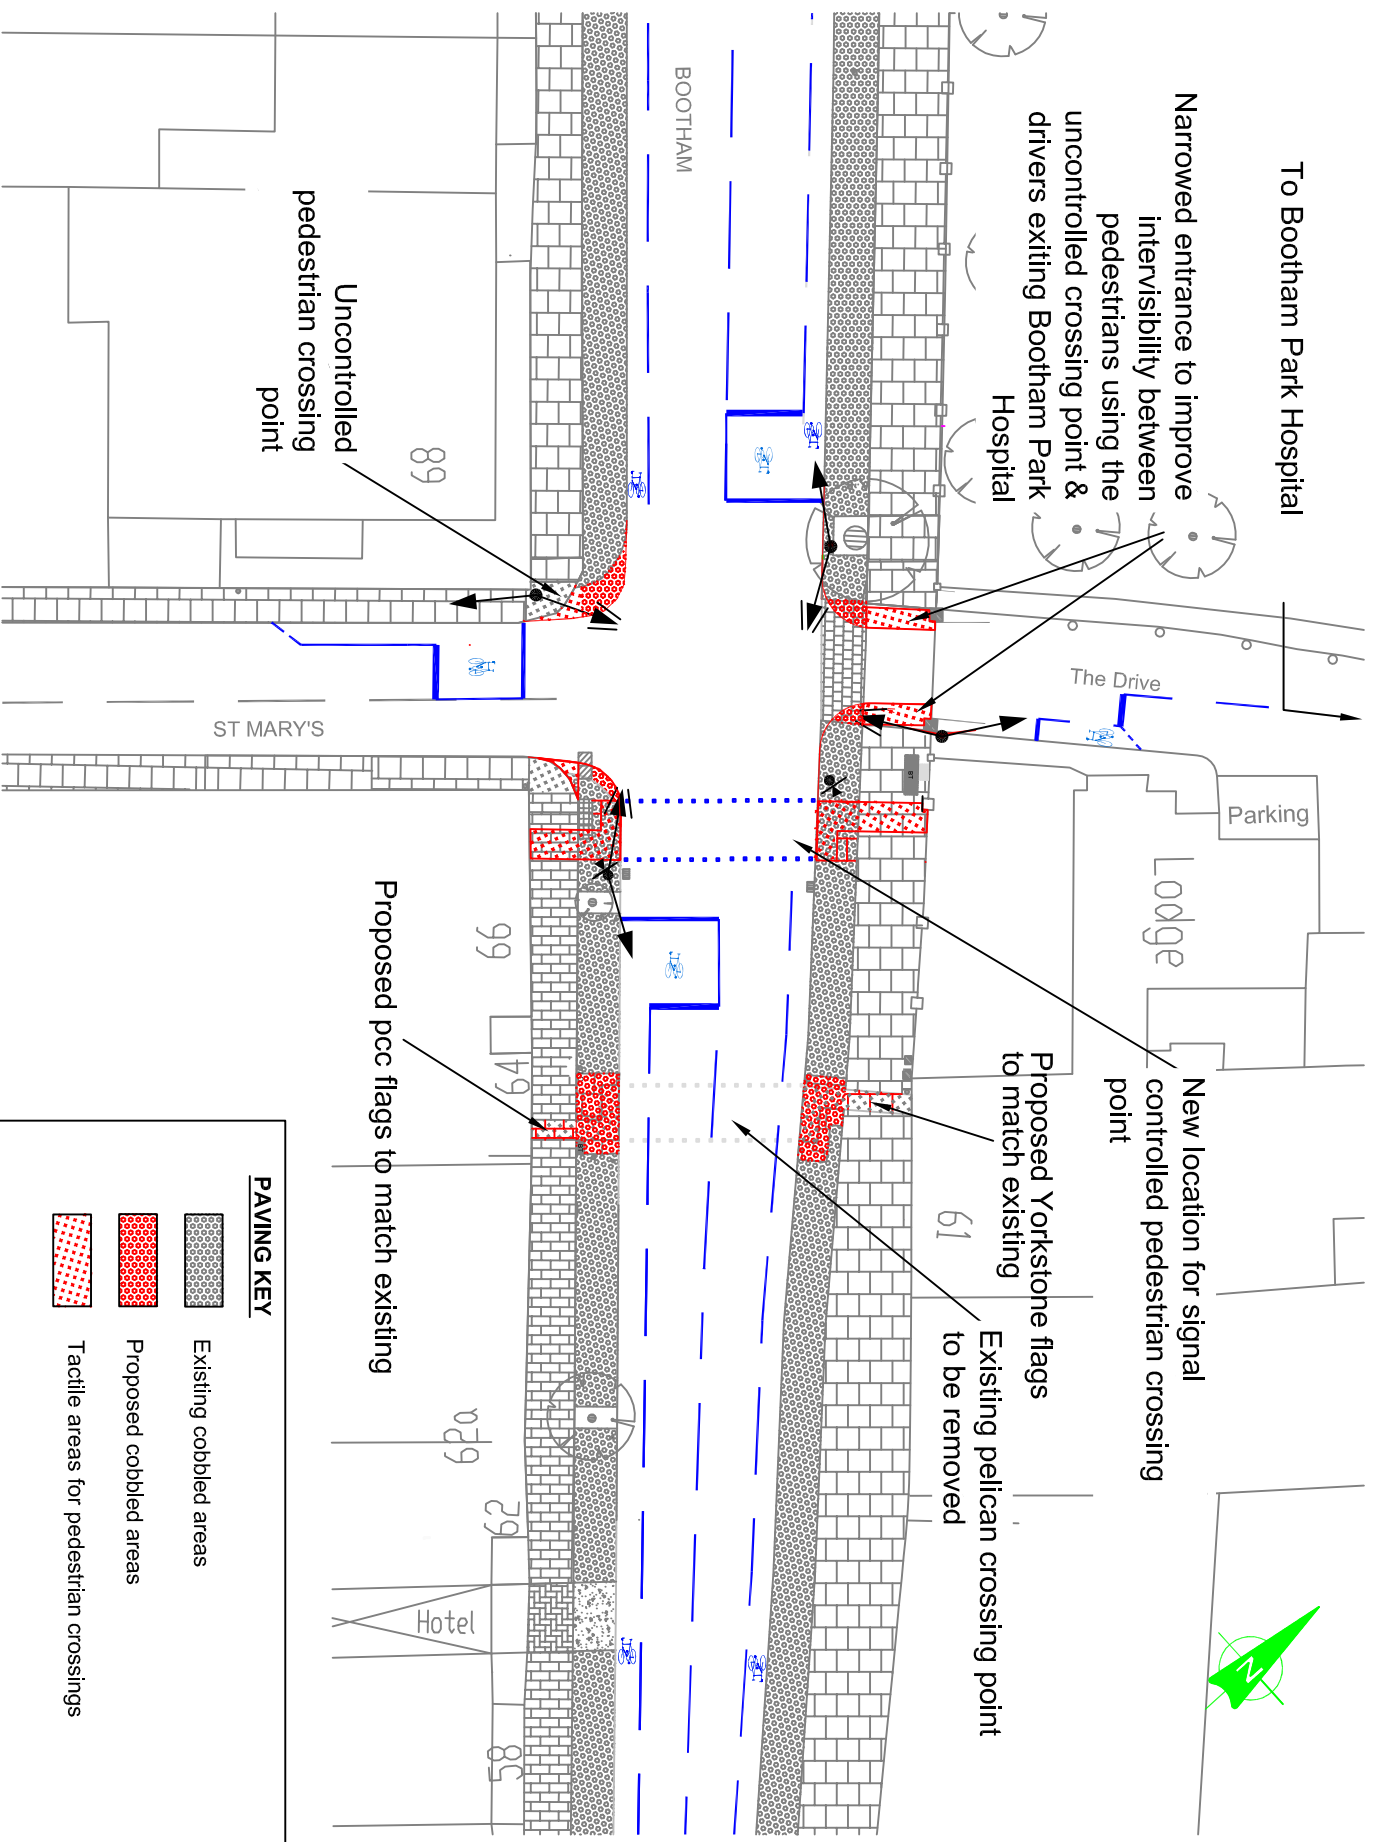 To Bootham Park Hospital
Narrowed entrance to improve
intervisibility between
pedestrians using the
uncontrolled crossing point &
drivers exiting Bootham Park
Hospital
BOOTHAM
Uncontrolled
pedestrian crossing
point
68
The Drive
ST MARY'S
Parking
Lodge
BT
New location for signal
controlled pedestrian crossing
point
Proposed Yorkstone flags
to match existing
61
Existing pelican crossing point
to be removed
Proposed pcc flags to match existing
66
64
BT
62a
62
Hotel
58
N
PAVING KEY
Existing cobbled areas
Proposed cobbled areas
Tactile areas for pedestrian crossings